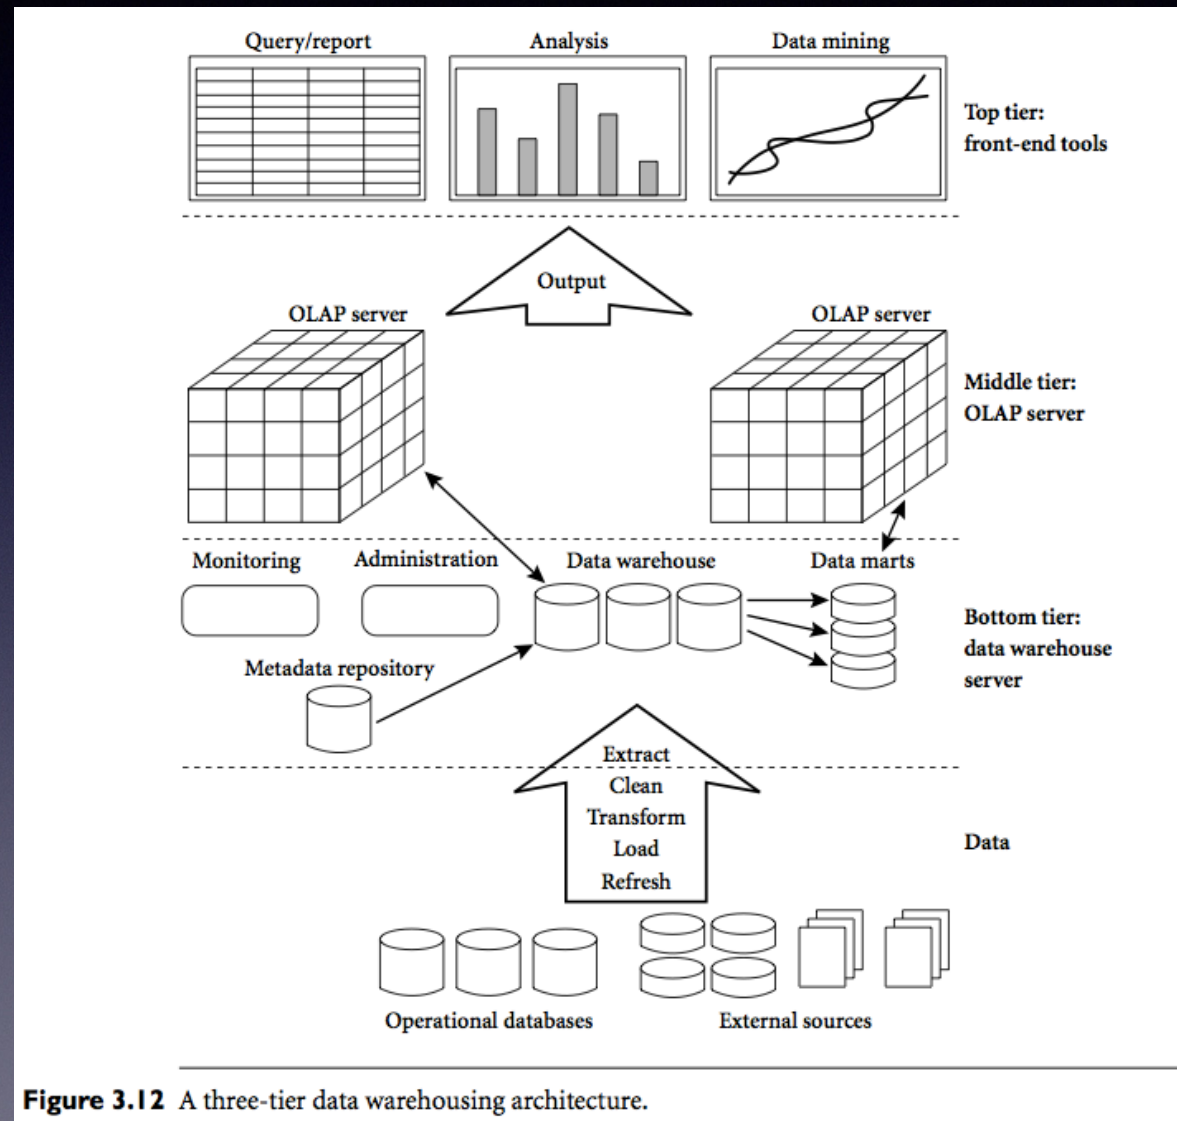 Query/report
Analysis
Data mining
Top tier:
front-end tools
Output
OLAP server
OLAP server
Middle tier:
OLAP server
Monitoring
Administration
Data warehouse
Data marts
Bottom tier:
data warehouse
server
Metadata repository
Extract
Clean
Transform
Load
Refresh
Data
Operational databases
External sources
Figure 3.12 A three-tier data warehousing architecture.